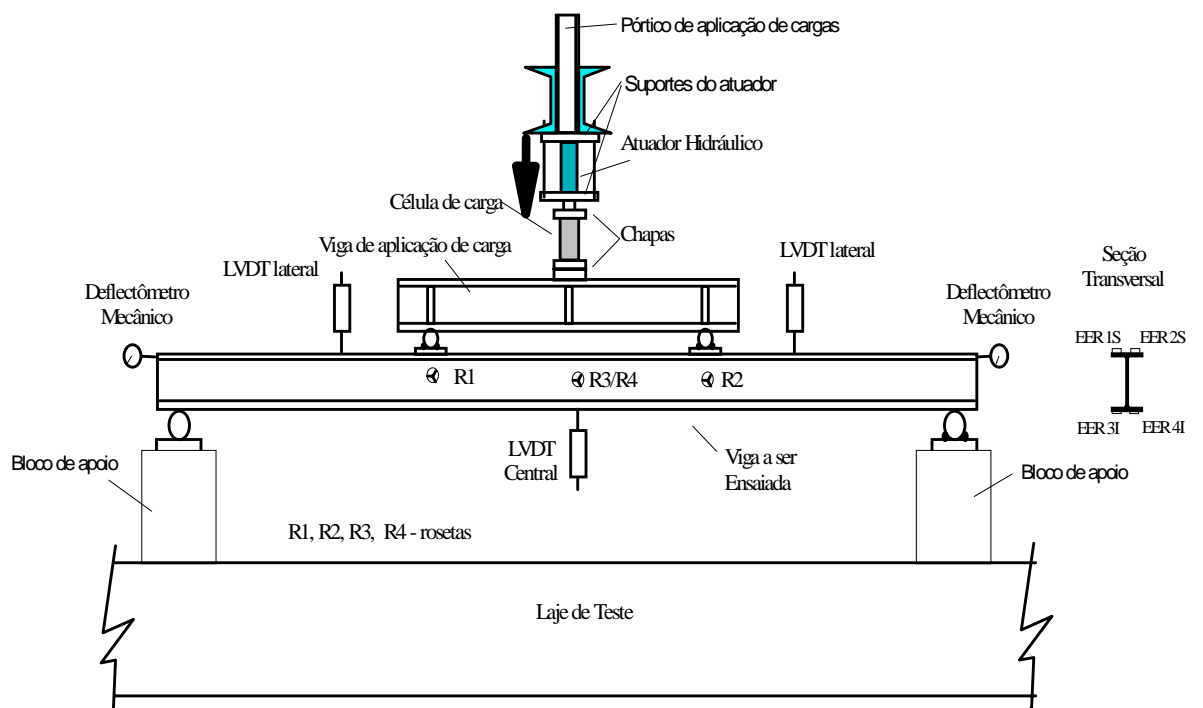 Pórtico de aplicação de cargas
Suportes do atuador
Atuador Hidráulico
Célula de carga
Chapas
Viga de aplicação de carga
LVDT lateral
LVDT lateral
Seção
Transversal
Deflectômetro
Mecânico
Deflectômetro
Mecânico
EER 1S EER 2S
R1
R3/R4
R2
EER 3I EER 4I
LVDT
Central
Viga a ser
Ensaiada
Bloco de apoio
Bloco de apoio
R1, R2, R3, R4 - rosetas
Laje de Teste